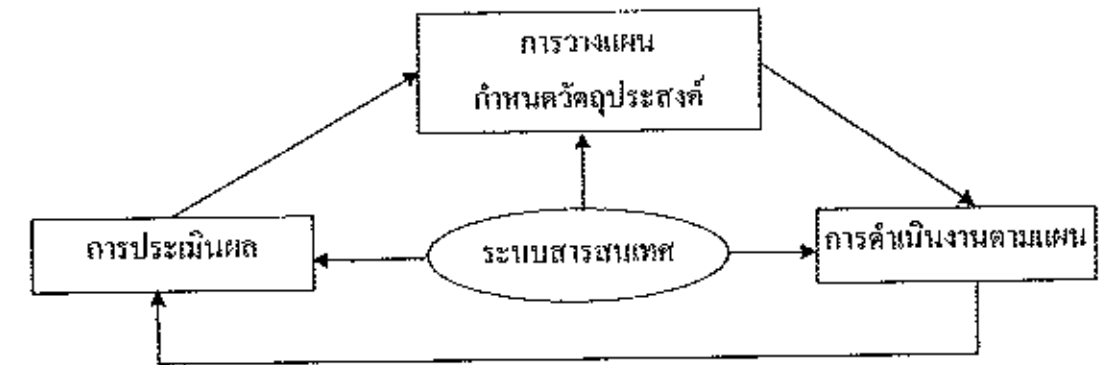 การวางแผน
กำหนดวัตถุประสงค์
การประเมินผล
ระบบสารสนเทศ
การดำเนินงานตามแผน